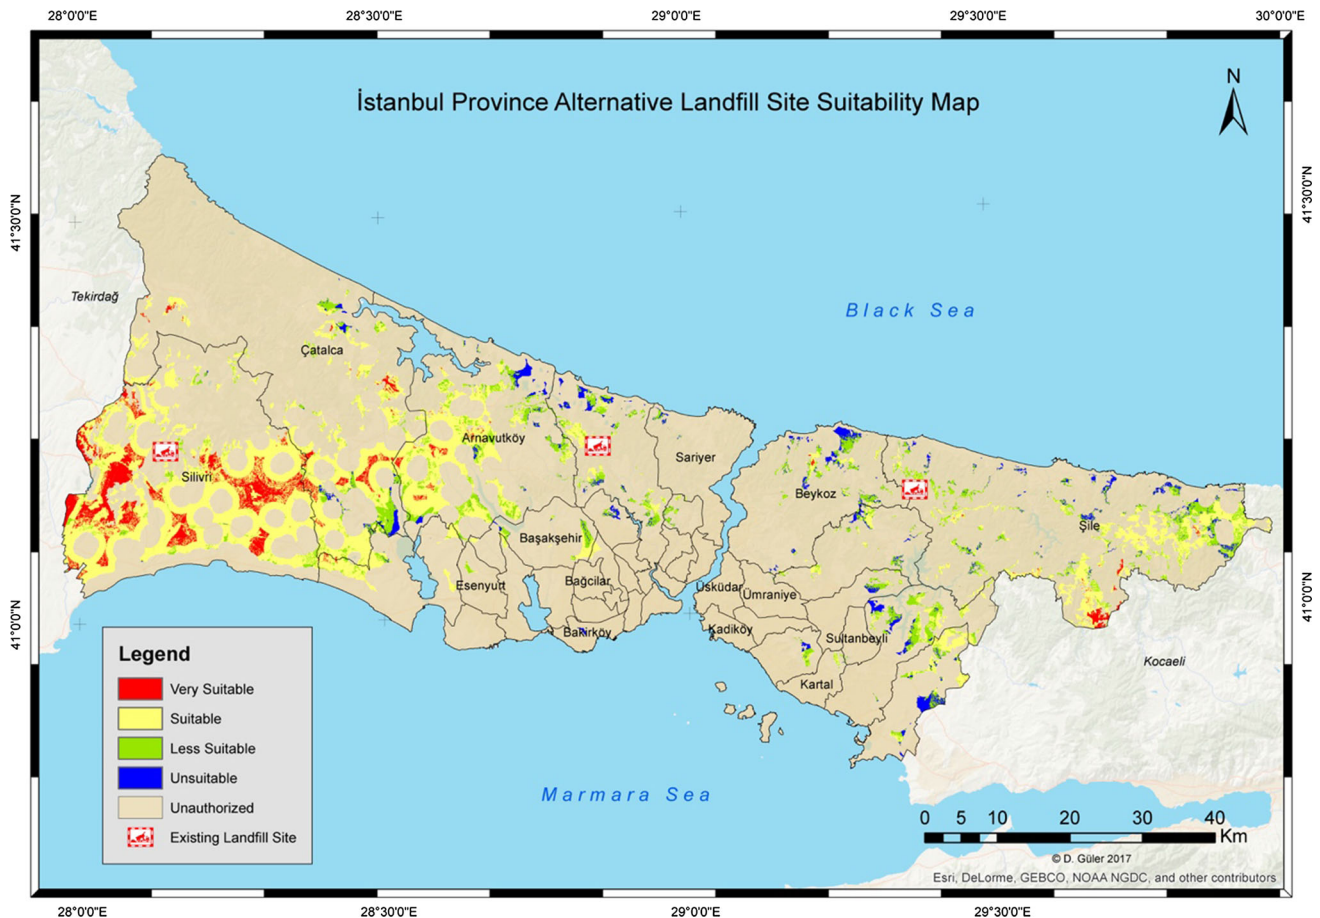 28°0'0"E 28°30'0"E 29°0'0"E 29°30'0"E 30°0'0"E
N
İstanbul Province Alternative Landfill Site Suitability Map
41°30'0"N 41°30'0"N
Tekirdağ
Black Sea
Çatalca
Arnavutköy
Sarıyer
Silivri
Beykoz
Şile
Başakşehir
Bağcılar
Esenyurt
Üsküdar
Ümraniye
41°0'0"N 41°0'0"N
Bakırköy
Kadıköy
Sultanbeyli
Kocaeli
Kartal
Legend
Very Suitable
Suitable
Less Suitable
Unsuitable
Unauthorized
Existing Landfill Site
Marmara Sea
0 5 10 20 30 40
Km
© D. Güler 2017
Esri, DeLorme, GEBCO, NOAA NGDC, and other contributors
28°0'0"E 28°30'0"E 29°0'0"E 29°30'0"E